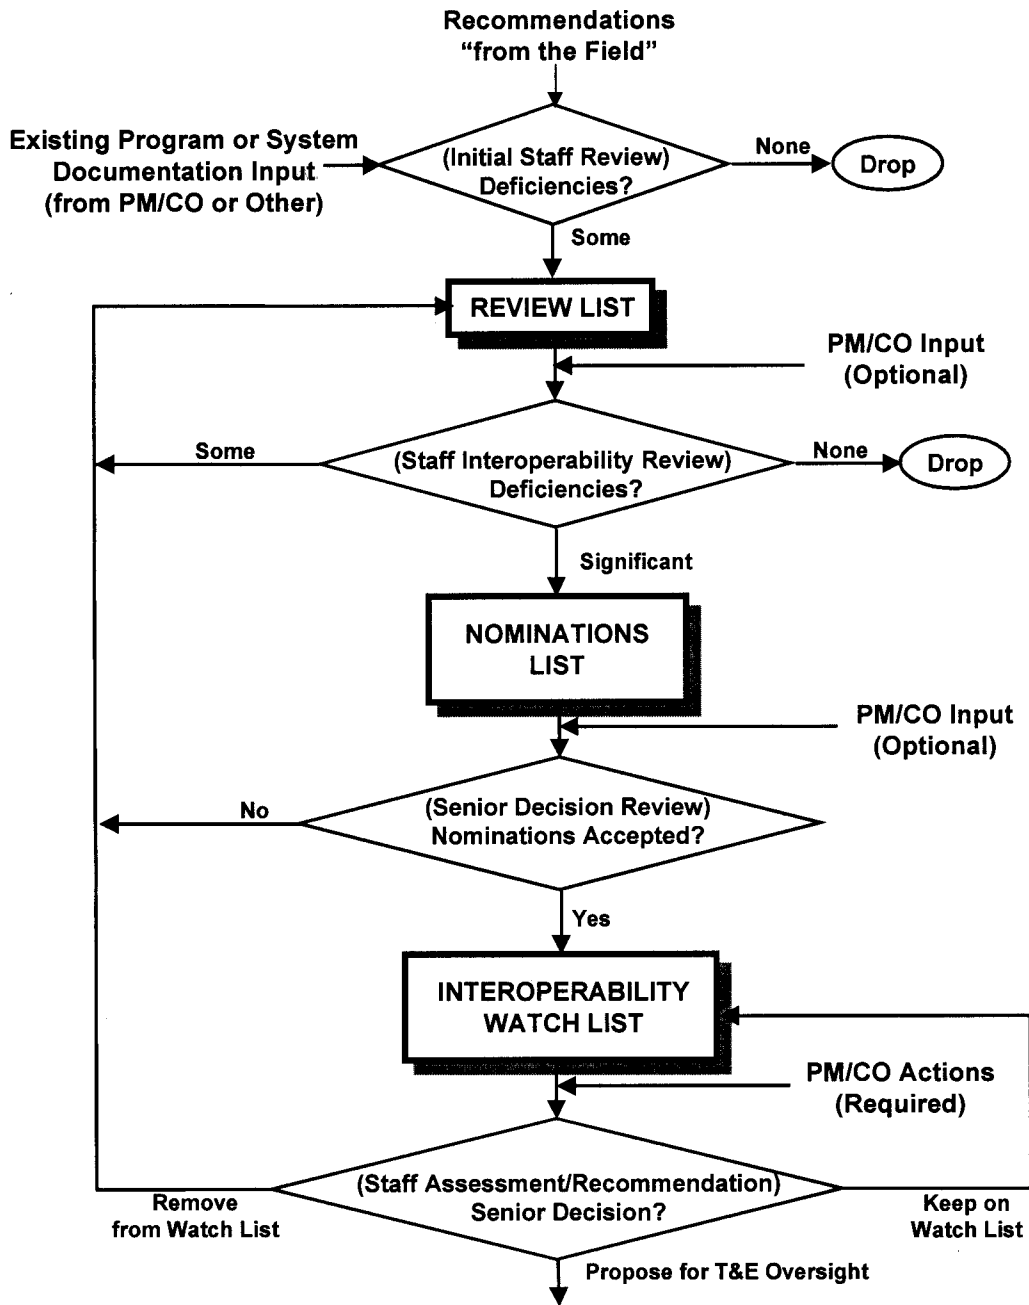 Recommendations
“from the Field”
Existing Program or System
Documentation Input
(from PM/CO or Other)
(Initial Staff Review)
Deficiencies?
None
Drop
Some
REVIEW LIST
PM/CO Input
(Optional)
Some
(Staff Interoperability Review)
Deficiencies?
None
Drop
Significant
NOMINATIONS
LIST
PM/CO Input
(Optional)
No
(Senior Decision Review)
Nominations Accepted?
Yes
INTEROPERABILITY
WATCH LIST
PM/CO Actions
(Required)
(Staff Assessment/Recommendation)
Senior Decision?
Remove
from Watch List
Keep on
Watch List
Propose for T&E Oversight